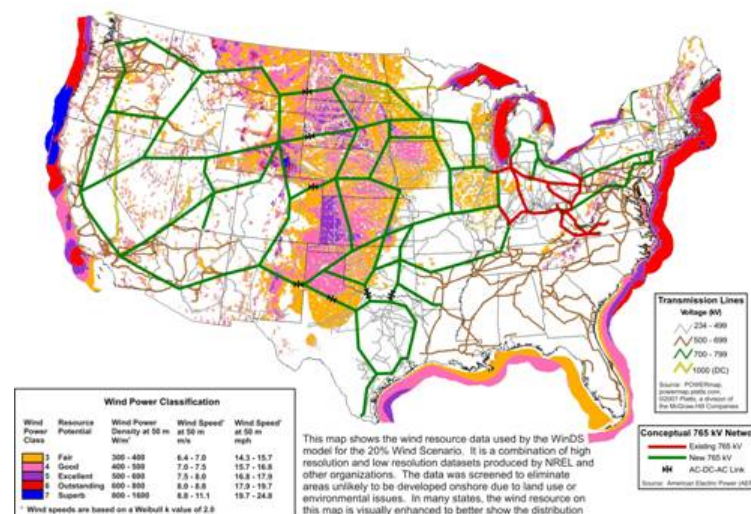 Transmission Lines
Voltage (kV)
234 - 499
500 - 699
700 - 799
1000 (DC)
Source: POWERmap,
powermap.platts.com
©2007 Platts, a division of
the McGraw-Hill Companies
Wind Power Classification
Wind Power Class
Resource Potential
Wind Power Density at 50 m W/m²
Wind Speed* at 50 m m/s
Wind Speed* at 50 m mph
3 Fair 300 - 400 6.4 - 7.0 14.3 - 15.7
4 Good 400 - 500 7.0 - 7.5 15.7 - 16.8
5 Excellent 500 - 600 7.5 - 8.0 16.8 - 17.9
6 Outstanding 600 - 800 8.0 - 8.8 17.9 - 19.7
7 Superb 800 - 1600 8.8 - 11.1 19.7 - 24.8
* Wind speeds are based on a Weibull k value of 2.0
This map shows the wind resource data used by the WinDS
model for the 20% Wind Scenario. It is a combination of high
resolution and low resolution datasets produced by NREL and
other organizations. The data was screened to eliminate
areas unlikely to be developed onshore due to land use or
environmental issues. In many states, the wind resource on
this map is visually enhanced to better show the distribution
Conceptual 765 kV Netwo
Existing 765 kV
New 765 kV
AC-DC-AC Link
Source: American Electric Power (AEP